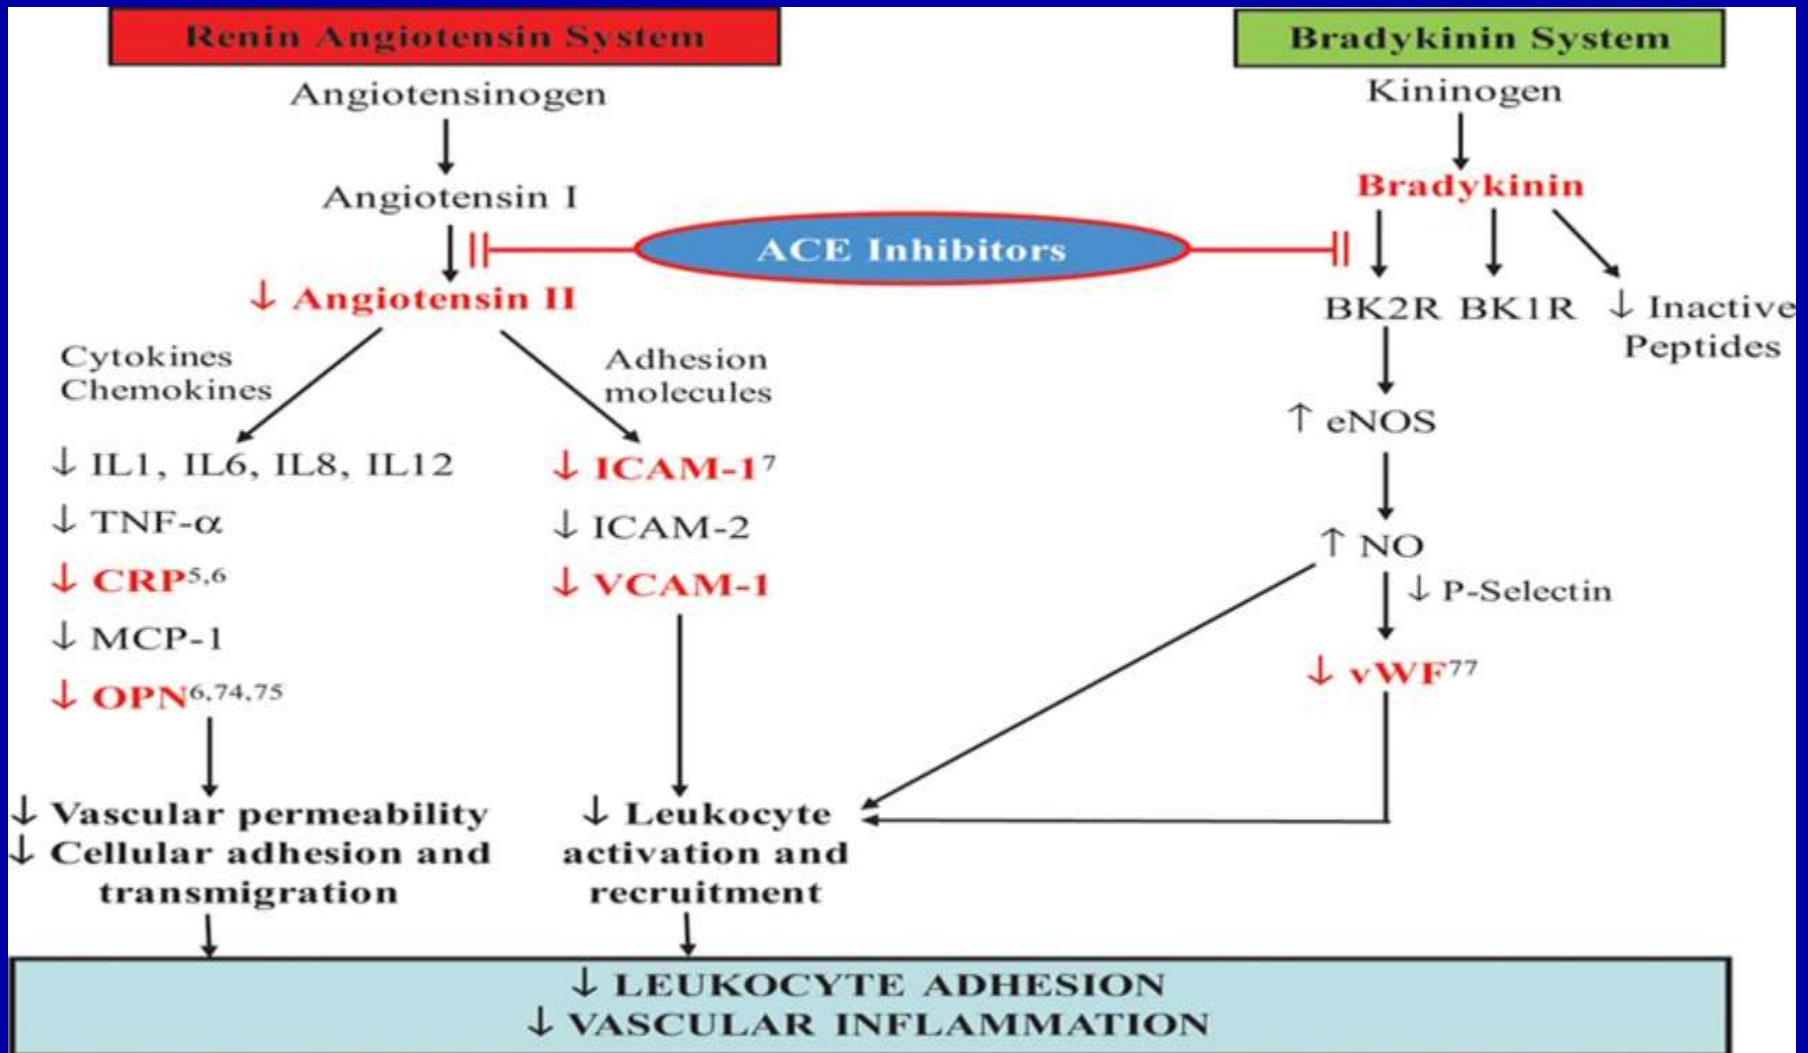 Renin Angiotensin System
Angiotensinogen
Angiotensin I
↓ Angiotensin II
Cytokines
Chemokines
Adhesion
molecules
↓ IL1, IL6, IL8, IL12
↓ TNF-α
↓ CRP5,6
↓ MCP-1
↓ OPN6,74,75
↓ ICAM-17
↓ ICAM-2
↓ VCAM-1
↓ Vascular permeability
↓ Cellular adhesion and
transmigration
↓ Leukocyte
activation and
recruitment
ACE Inhibitors
Bradykinin System
Kininogen
Bradykinin
BK2R BK1R ↓ Inactive
Peptides
↑ eNOS
↑ NO
↓ P-Selectin
↓ vWF77
↓ LEUKOCYTE ADHESION
↓ VASCULAR INFLAMMATION